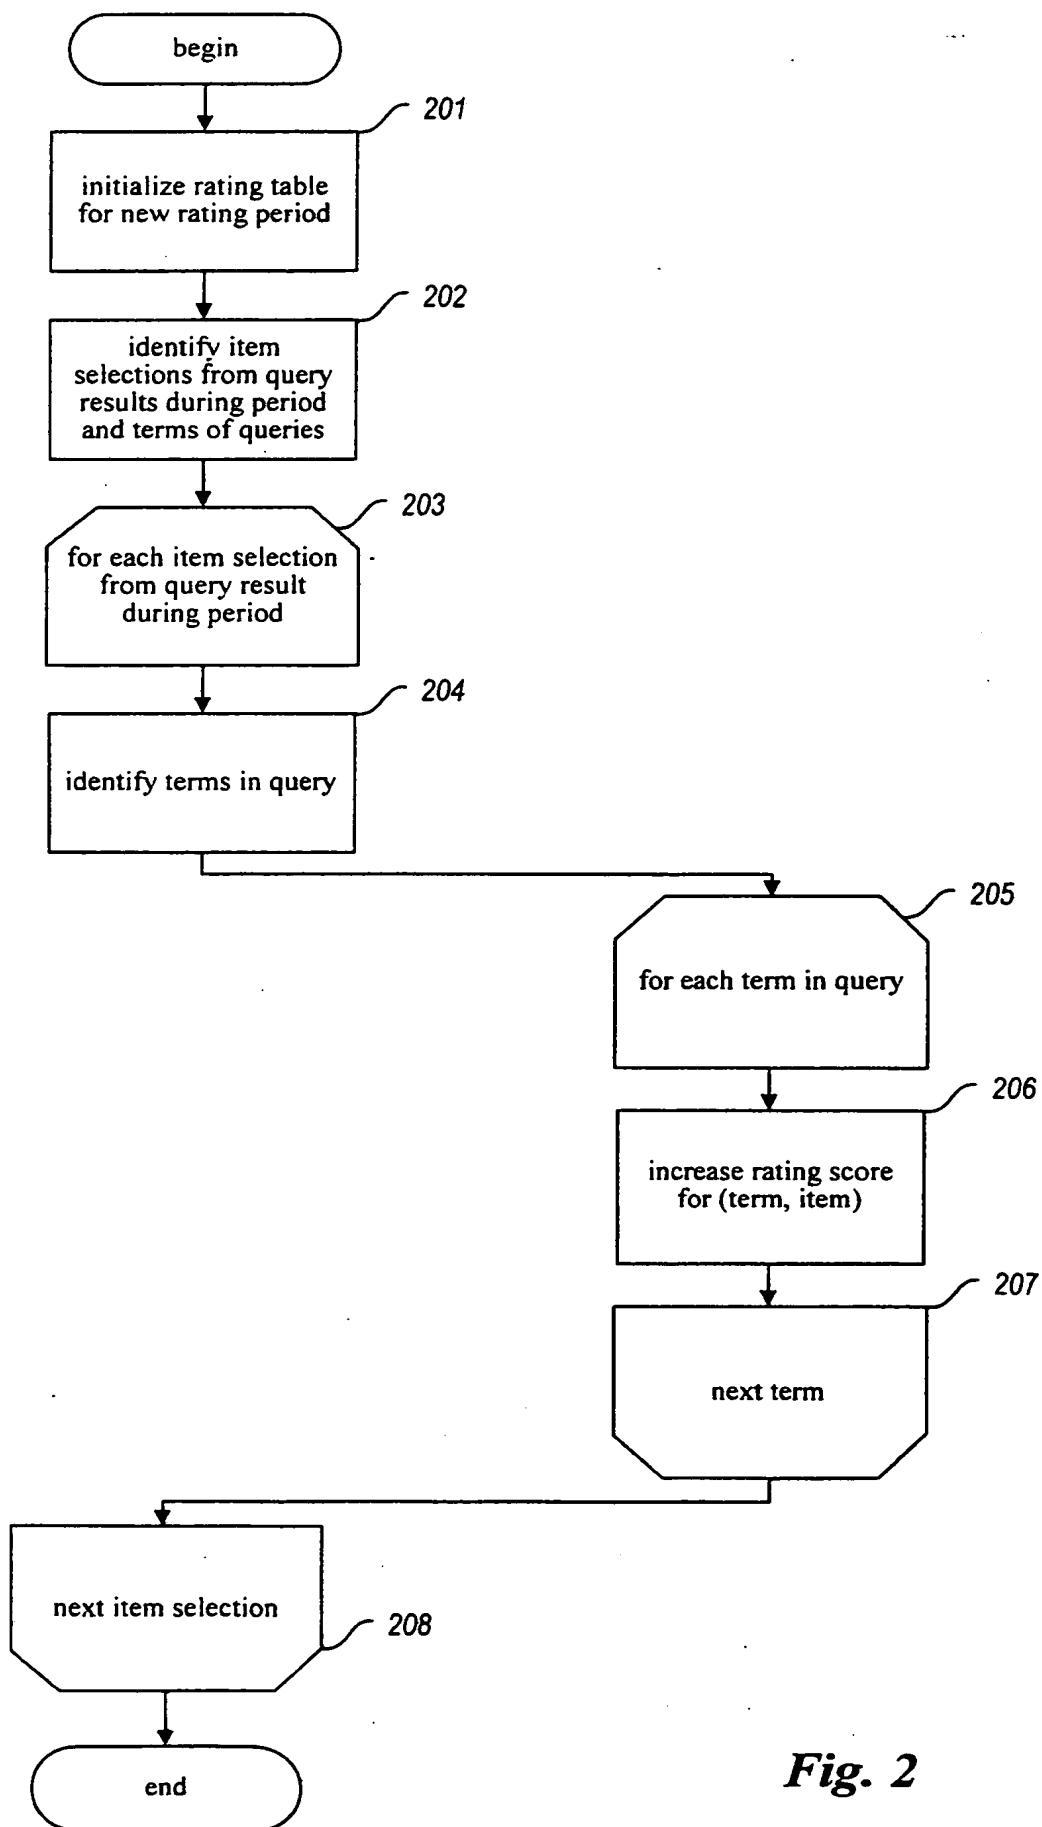 begin
201
initialize rating table
for new rating period
202
identify item
selections from query
results during period
and terms of queries
203
for each item selection
from query result
during period
204
identify terms in query
205
for each term in query
206
increase rating score
for (term, item)
207
next term
next item selection
208
end
Fig. 2